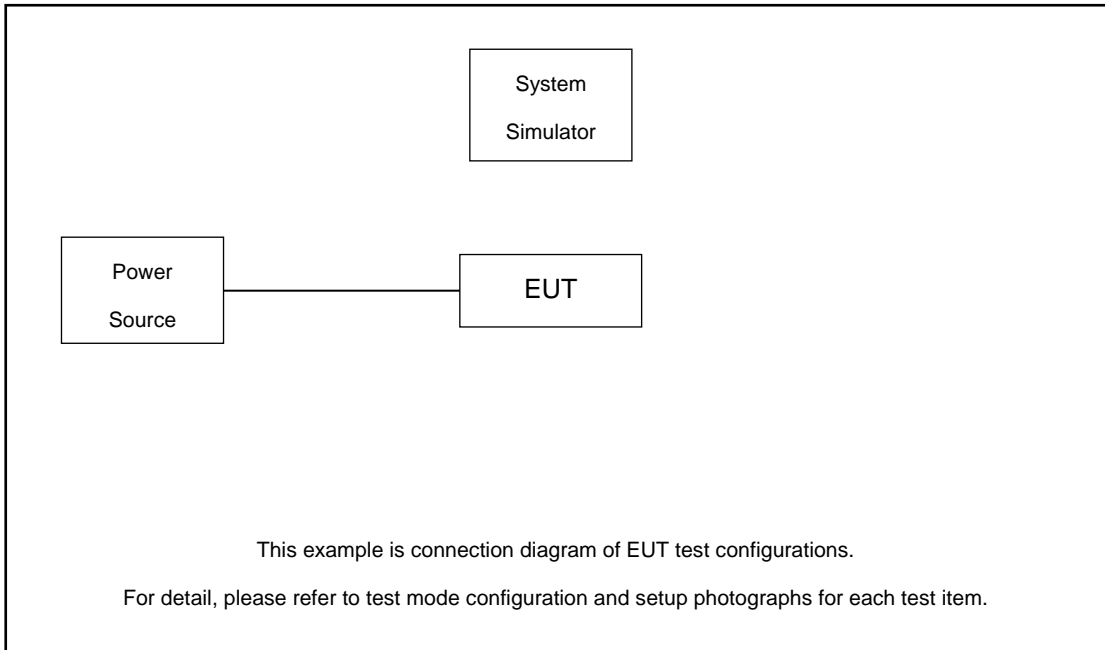 System
Simulator
Power
Source
EUT
This example is connection diagram of EUT test configurations.
For detail, please refer to test mode configuration and setup photographs for each test item.